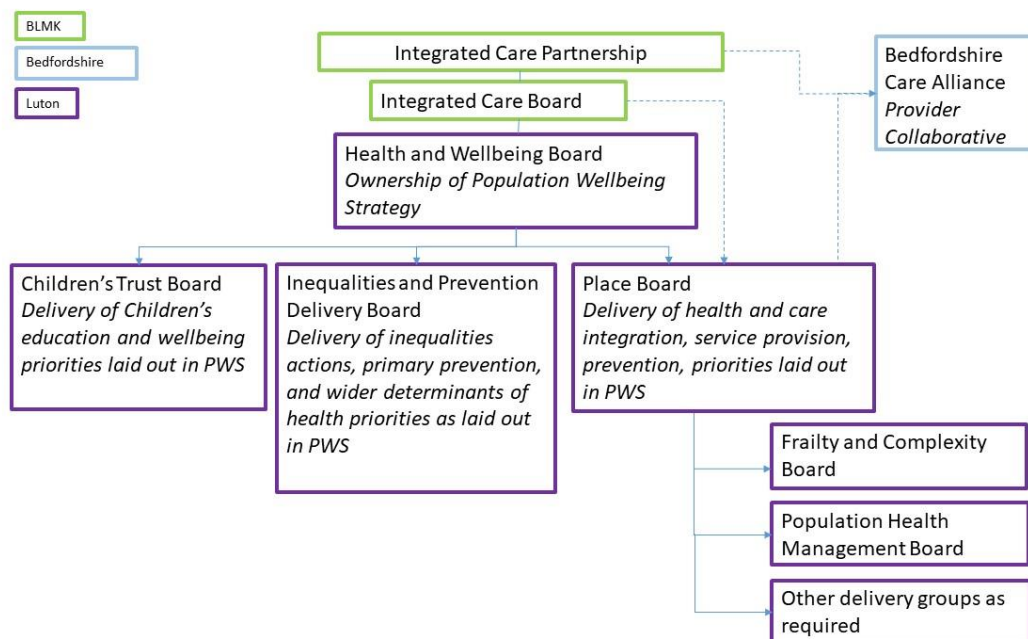 BLMK
Bedfordshire
Luton
Integrated Care Partnership
Integrated Care Board
Bedfordshire
Care Alliance
Provider
Collaborative
Health and Wellbeing Board
Ownership of Population Wellbeing
Strategy
Children’s Trust Board
Delivery of Children’s
education and wellbeing
priorities laid out in PWS
Inequalities and Prevention
Delivery Board
Delivery of inequalities
actions, primary prevention,
and wider determinants of
health priorities as laid out
in PWS
Place Board
Delivery of health and care
integration, service provision,
prevention, priorities laid out
in PWS
Frailty and Complexity
Board
Population Health
Management Board
Other delivery groups as
required